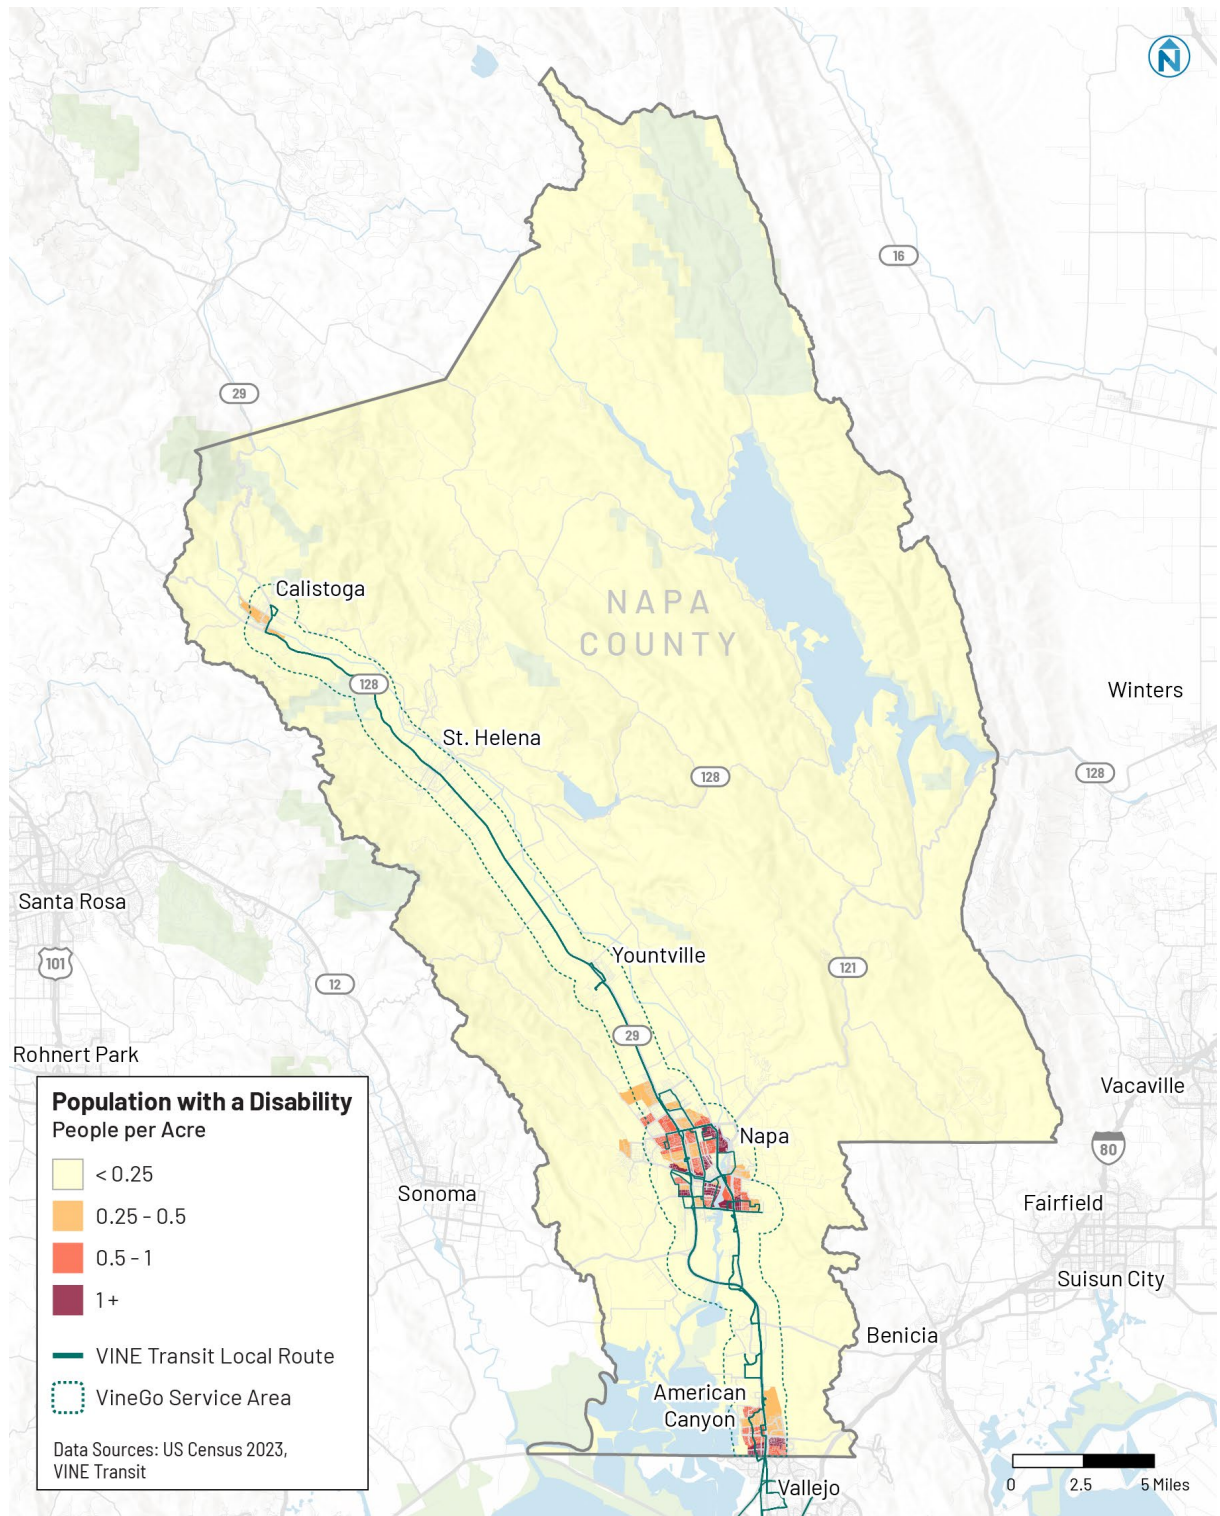 N
16
29
Calistoga
NAPA
COUNTY
128
Winters
St. Helena
128
128
Santa Rosa
101
12
Yountville
121
29
Rohnert Park
Vacaville
80
Napa
Sonoma
Fairfield
Suisun City
Benicia
American
Canyon
Vallejo
Population with a Disability
People per Acre
< 0.25
0.25 - 0.5
0.5 - 1
1 +
VINE Transit Local Route
VineGo Service Area
Data Sources: US Census 2023,
VINE Transit
0 2.5 5 Miles